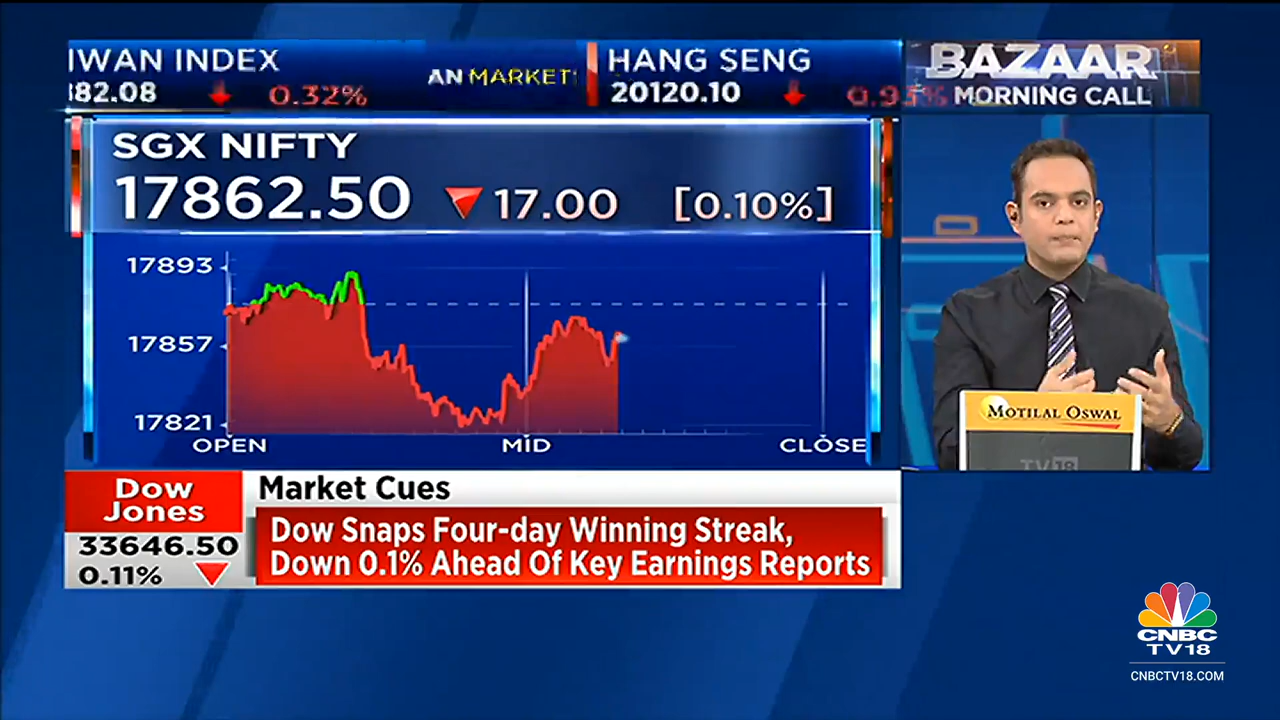 IWAN INDEX
82.08 0.32%
AN MARKET
HANG SENG
20120.10
BAZAAR
MORNING CALL
SGX NIFTY
17862.50 17.00 [0.10%]
17893
17857
17821
OPEN MID CLOSE
MOTILAL OSWAL
TV18
DOW
JONES
33646.50
0.11%
Market Cues
Dow Snaps Four-day Winning Streak,
Down 0.1% Ahead Of Key Earnings Reports
CNBC
TV18
CNBCTV18.COM